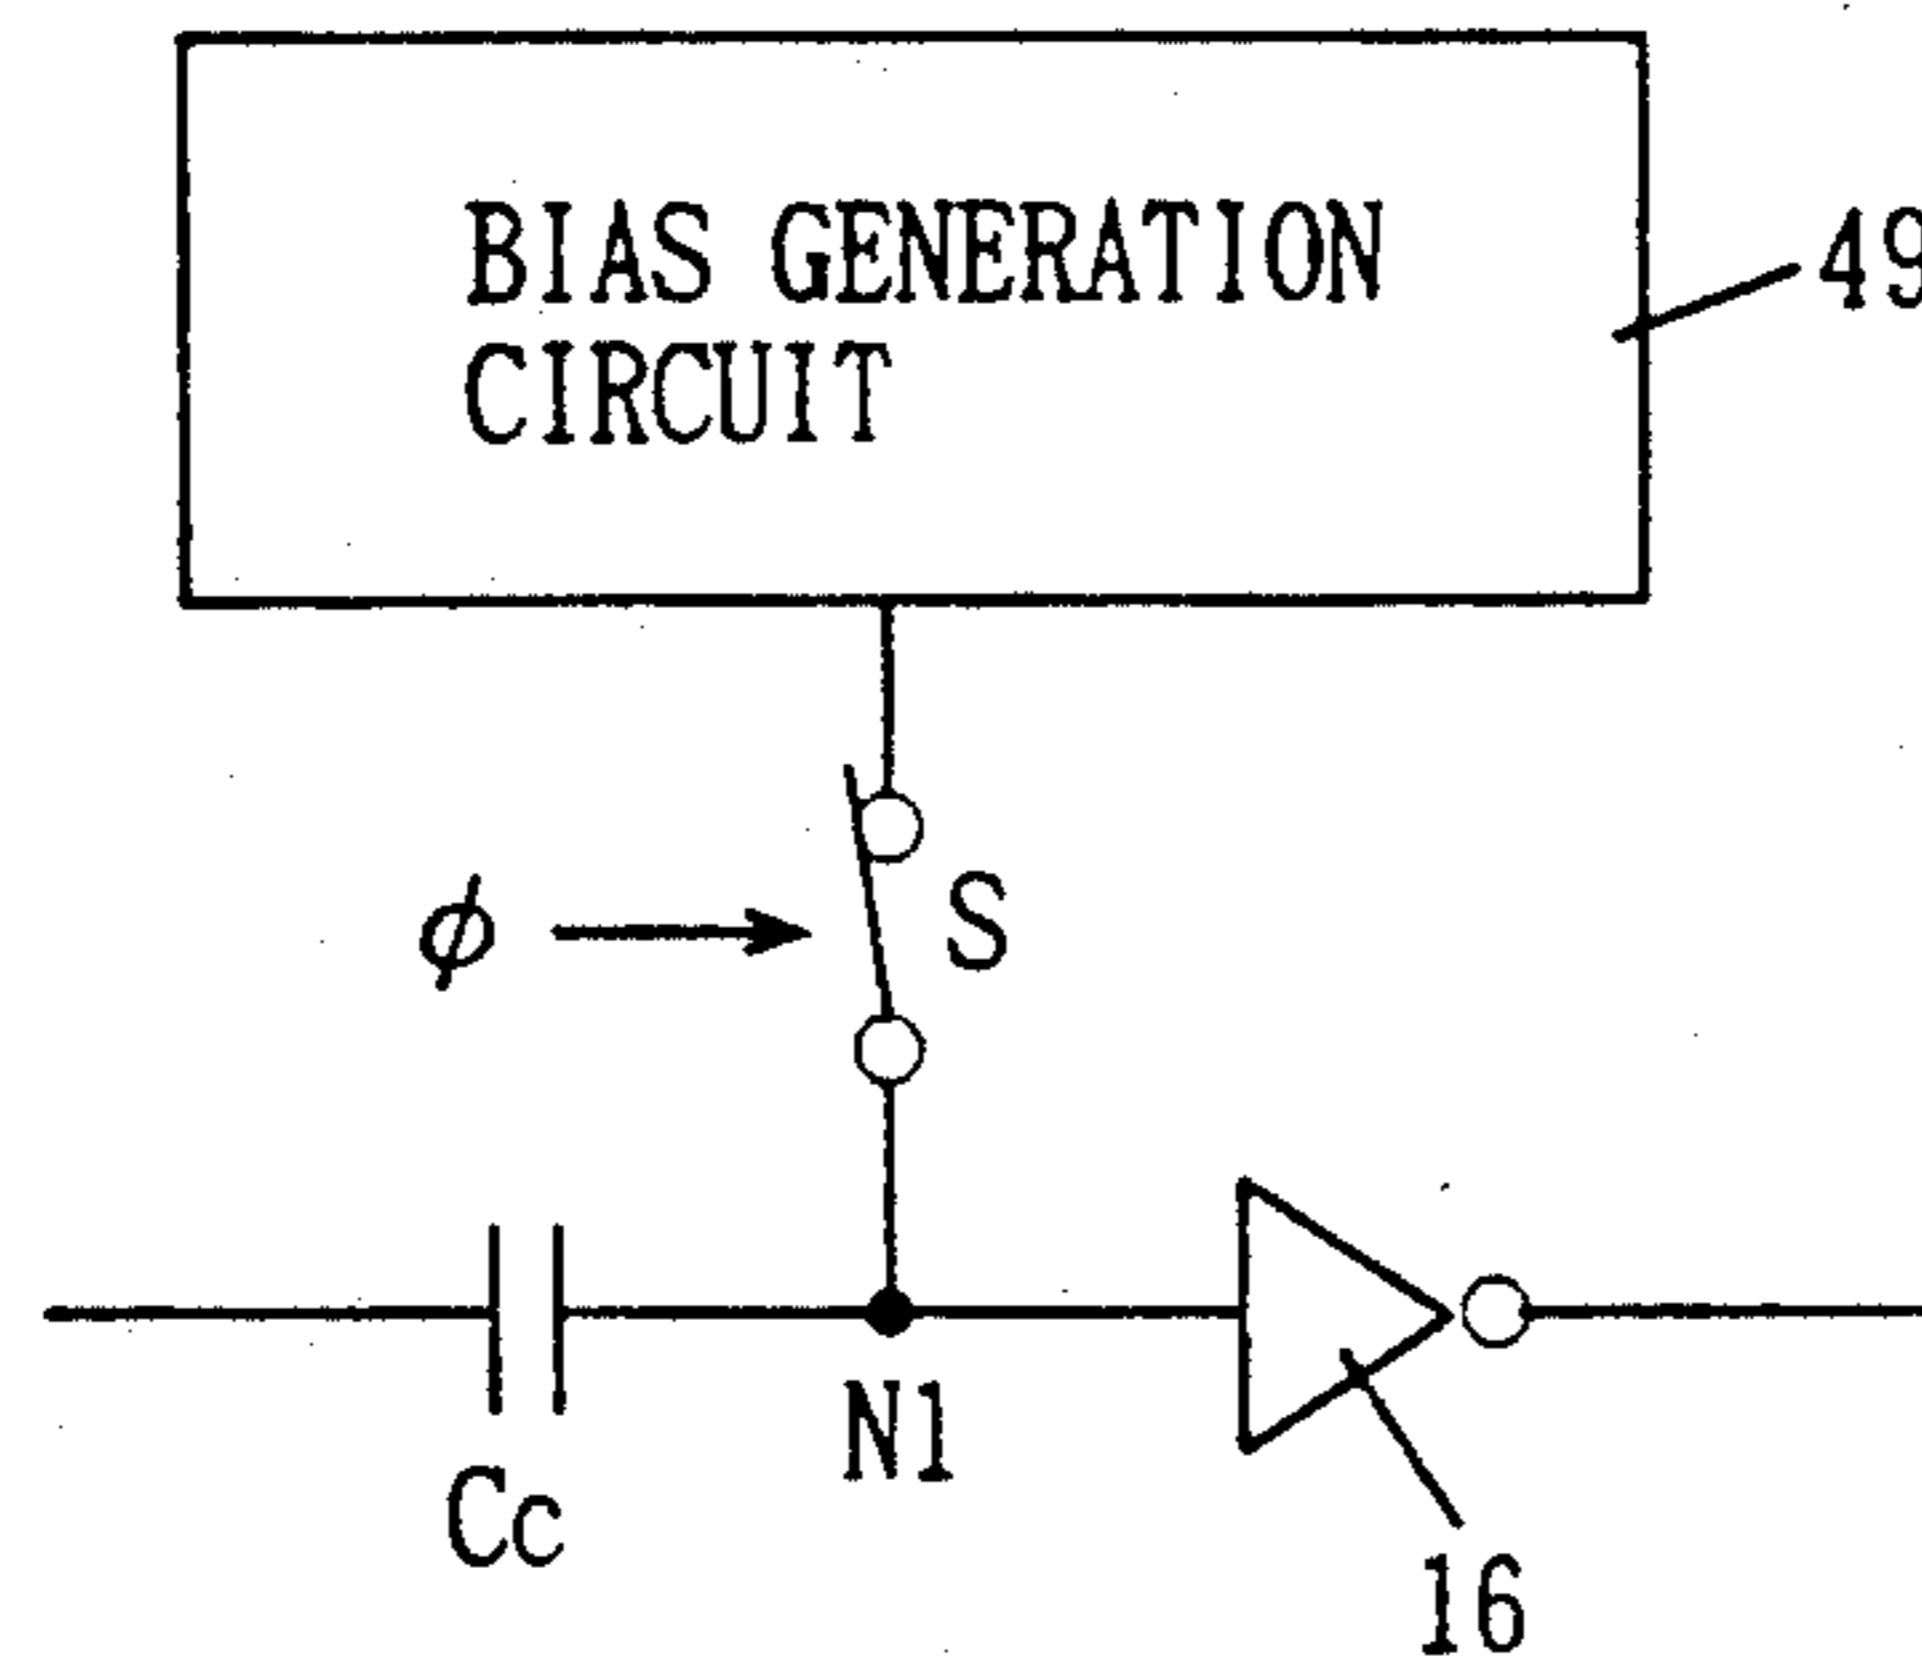 BIAS GENERATION
CIRCUIT
49
ϕ
S
N1
Cc
16